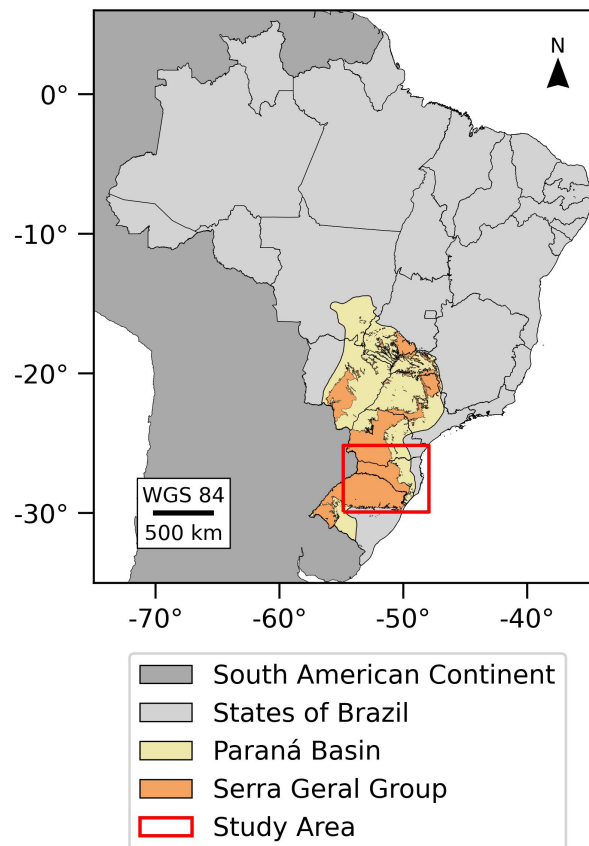 N
0°
-10°
-20°
-30°
WGS 84
500 km
-70°
-60°
-50°
-40°
South American Continent
States of Brazil
Paraná Basin
Serra Geral Group
Study Area